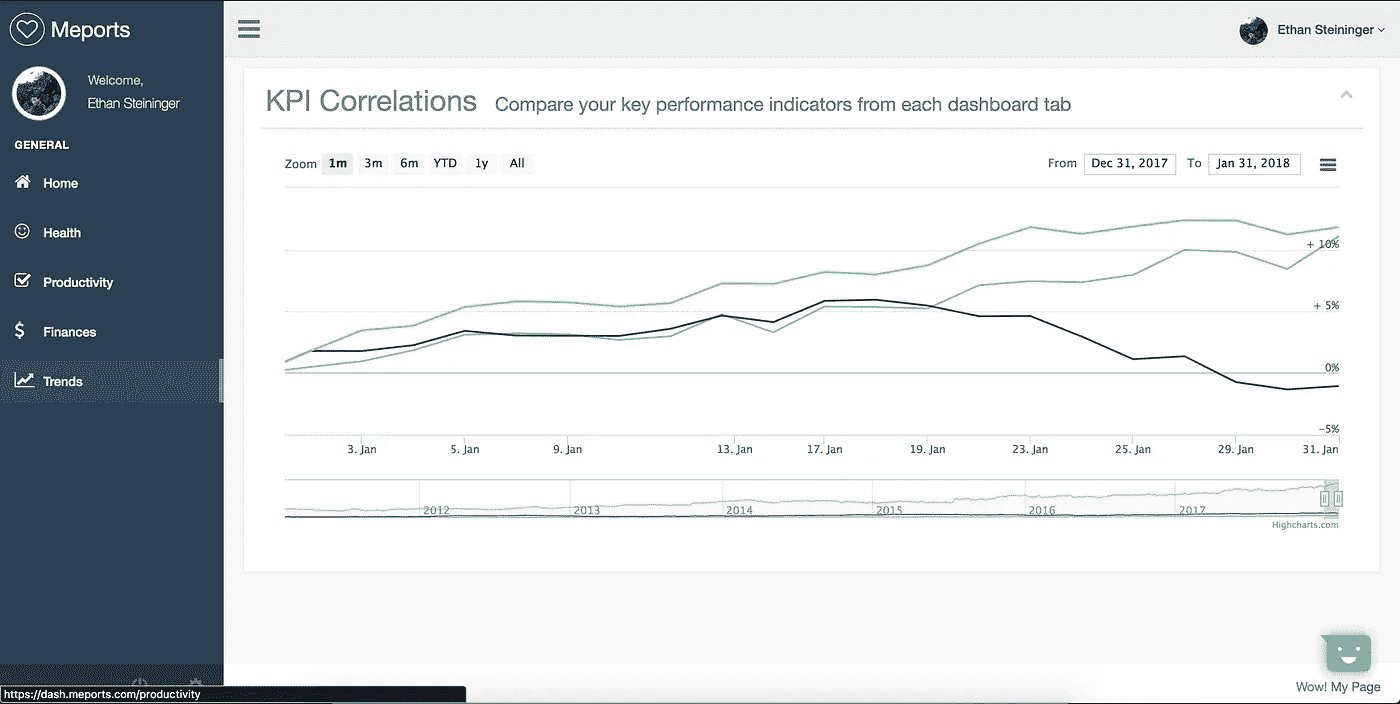 Meports
Ethan Steininger
Welcome,
Ethan Steininger
GENERAL
Home
Health
Productivity
Finances
Trends
KPI Correlations Compare your key performance indicators from each dashboard tab
Zoom 1m 3m 6m YTD 1y All From Dec 31, 2017 To Jan 31, 2018
+ 10%
+ 5%
0%
-5%
3. Jan 5. Jan 9. Jan 13. Jan 17. Jan 19. Jan 23. Jan 25. Jan 29. Jan 31. Jan
2012 2013 2014 2015 2016 2017
Highcharts.com
Wow! My Page
https://dash.meports.com/productivity